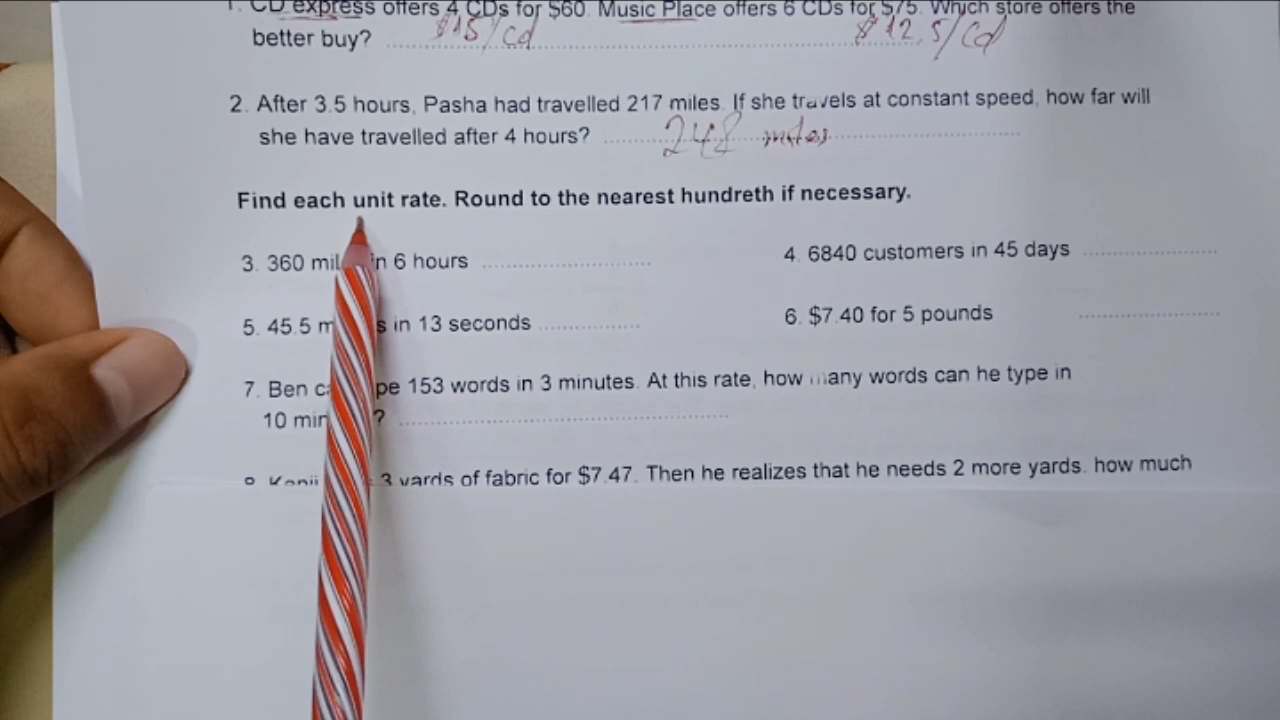 1. CD express offers 4 CDs for $60. Music Place offers 6 CDs for $75. Which store offers the
better buy? $15/cd $12.5/cd
2. After 3.5 hours, Pasha had travelled 217 miles. If she travels at constant speed, how far will
she have travelled after 4 hours? 248 miles
Find each unit rate. Round to the nearest hundreth if necessary.
3. 360 in 6 hours
4. 6840 customers in 45 days
5. 45.5 in 13 seconds
6. $7.40 for 5 pounds
7. Ben 153 words in 3 minutes. At this rate, how many words can he type in
10 ?
3 yards of fabric for $7.47. Then he realizes that he needs 2 more yards. how much